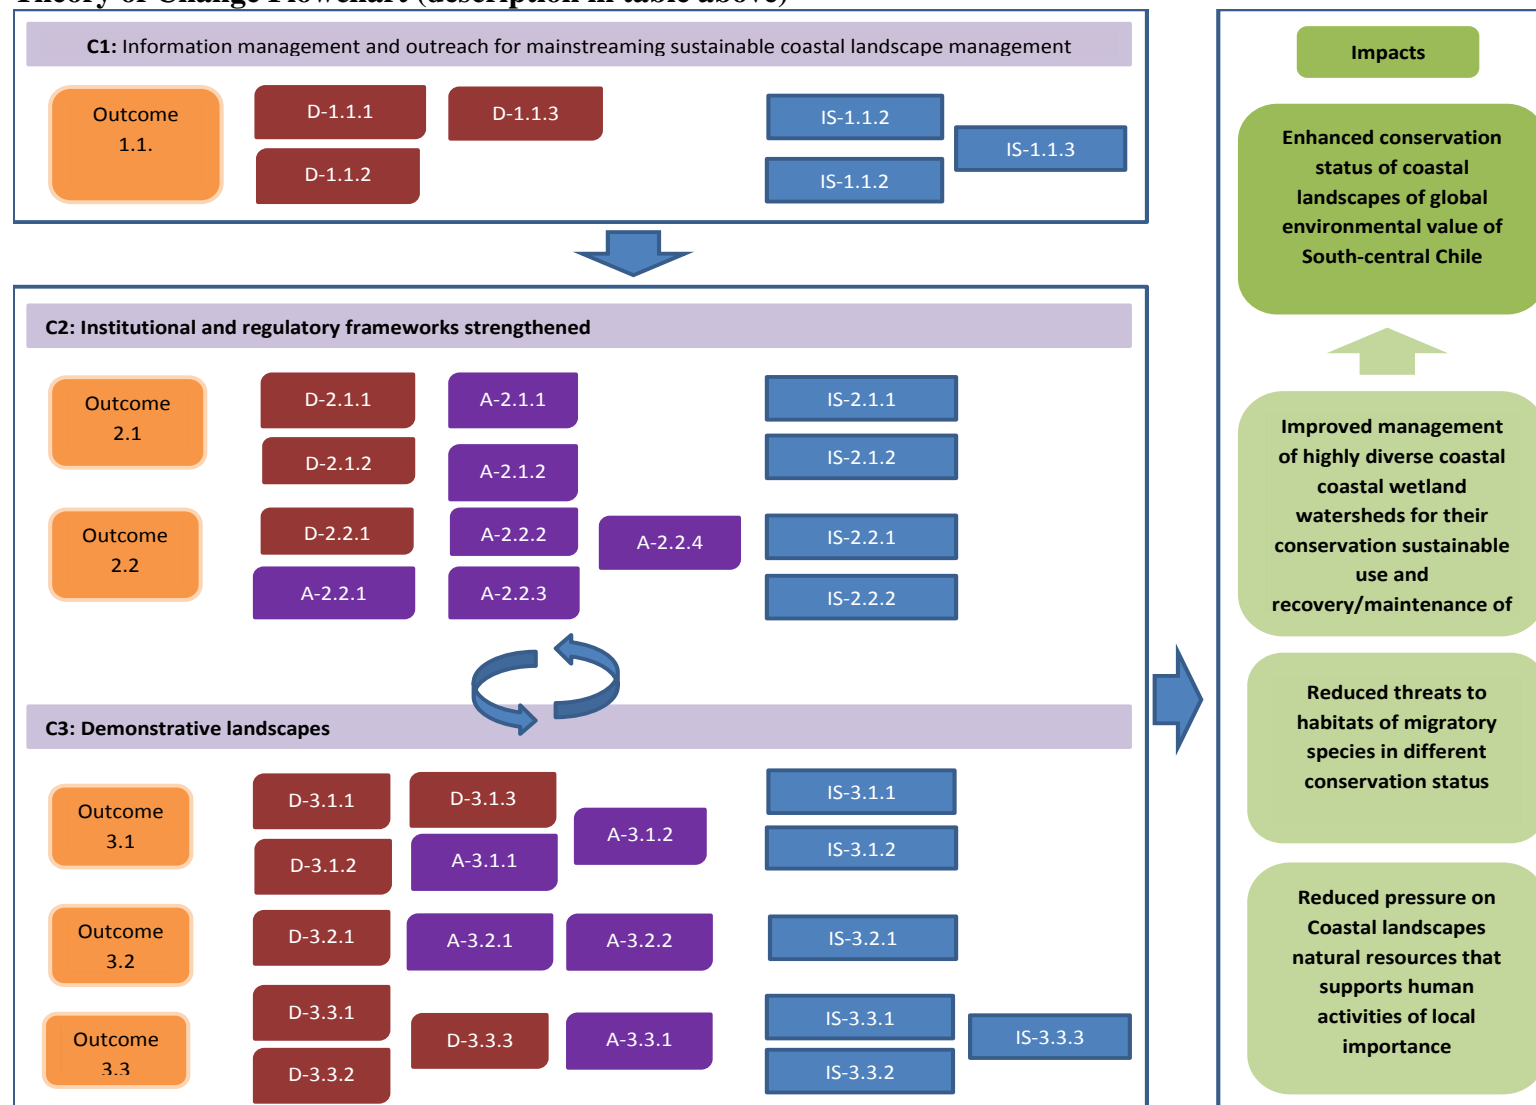 Theory of Change Flowchart (description in table above)
C1: Information management and outreach for mainstreaming sustainable coastal landscape management
Outcome
1.1.
D-1.1.1
D-1.1.3
D-1.1.2
IS-1.1.2
IS-1.1.3
IS-1.1.2
C2: Institutional and regulatory frameworks strengthened
Outcome
2.1
D-2.1.1
A-2.1.1
IS-2.1.1
D-2.1.2
A-2.1.2
IS-2.1.2
Outcome
2.2
D-2.2.1
A-2.2.2
A-2.2.4
IS-2.2.1
A-2.2.1
A-2.2.3
IS-2.2.2
C3: Demonstrative landscapes
Outcome
3.1
D-3.1.1
D-3.1.3
A-3.1.2
IS-3.1.1
D-3.1.2
A-3.1.1
IS-3.1.2
Outcome
3.2
D-3.2.1
A-3.2.1
A-3.2.2
IS-3.2.1
Outcome
3.3
D-3.3.1
D-3.3.3
A-3.3.1
IS-3.3.1
IS-3.3.3
D-3.3.2
IS-3.3.2
Impacts
Enhanced conservation
status of coastal
landscapes of global
environmental value of
South-central Chile
Improved management
of highly diverse coastal
coastal wetland
watersheds for their
conservation sustainable
use and
recovery/maintenance of
Reduced threats to
habitats of migratory
species in different
conservation status
Reduced pressure on
Coastal landscapes
natural resources that
supports human
activities of local
importance